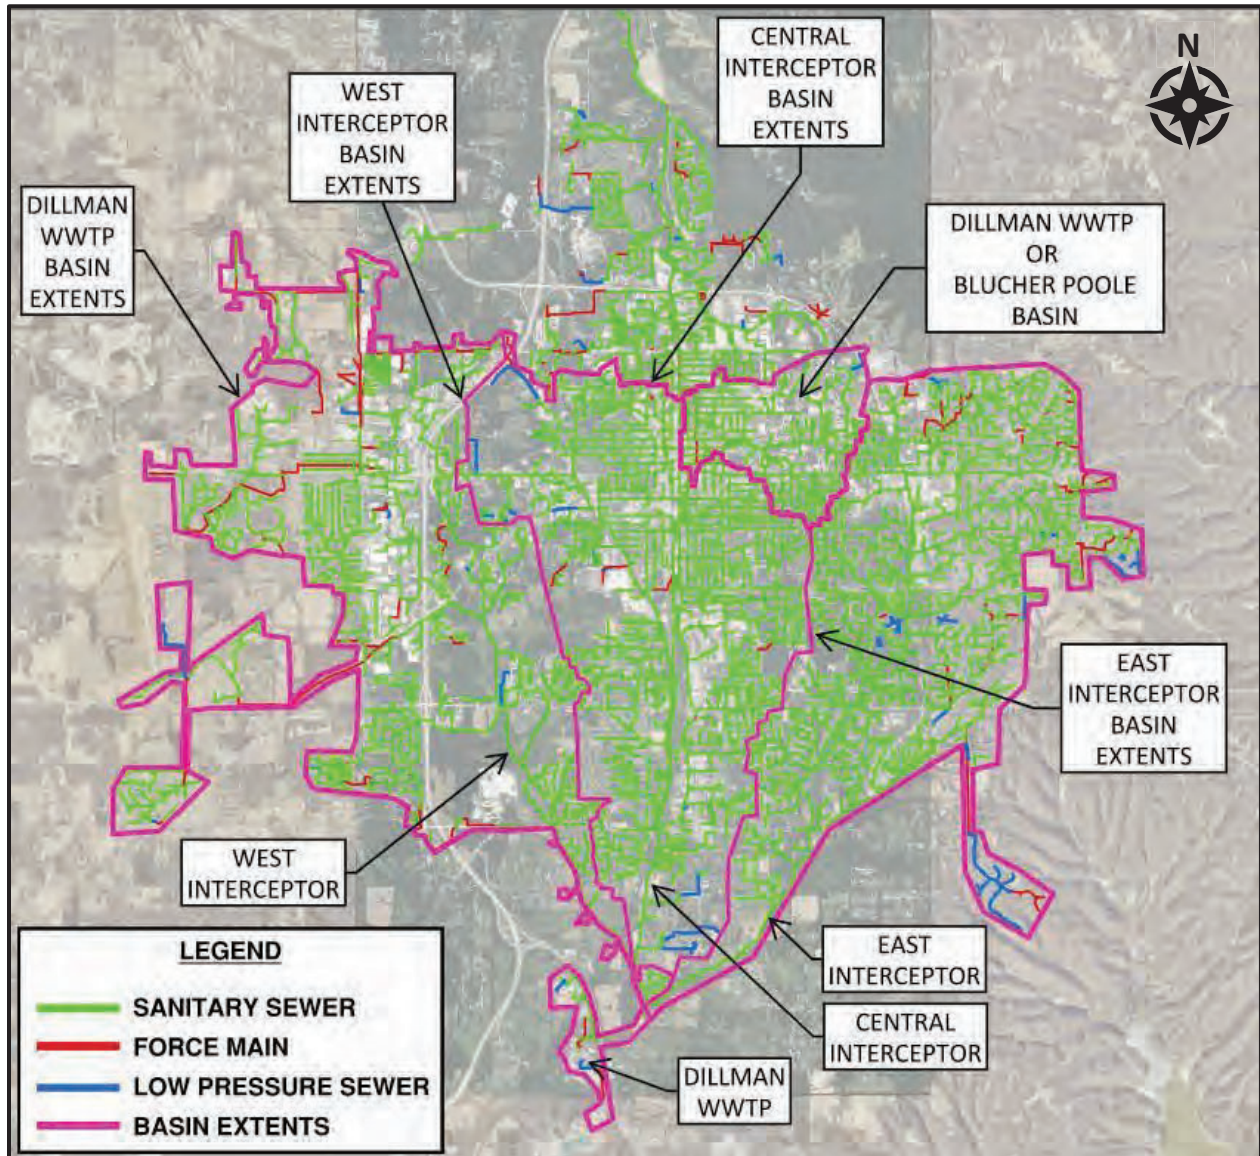 CENTRAL
INTERCEPTOR
BASIN
EXTENTS
N
WEST
INTERCEPTOR
BASIN
EXTENTS
DILLMAN
WWTP
BASIN
EXTENTS
DILLMAN WWTP
OR
BLUCHER POOLE
BASIN
EAST
INTERCEPTOR
BASIN
EXTENTS
WEST
INTERCEPTOR
EAST
INTERCEPTOR
CENTRAL
INTERCEPTOR
DILLMAN
WWTP
LEGEND
SANITARY SEWER
FORCE MAIN
LOW PRESSURE SEWER
BASIN EXTENTS